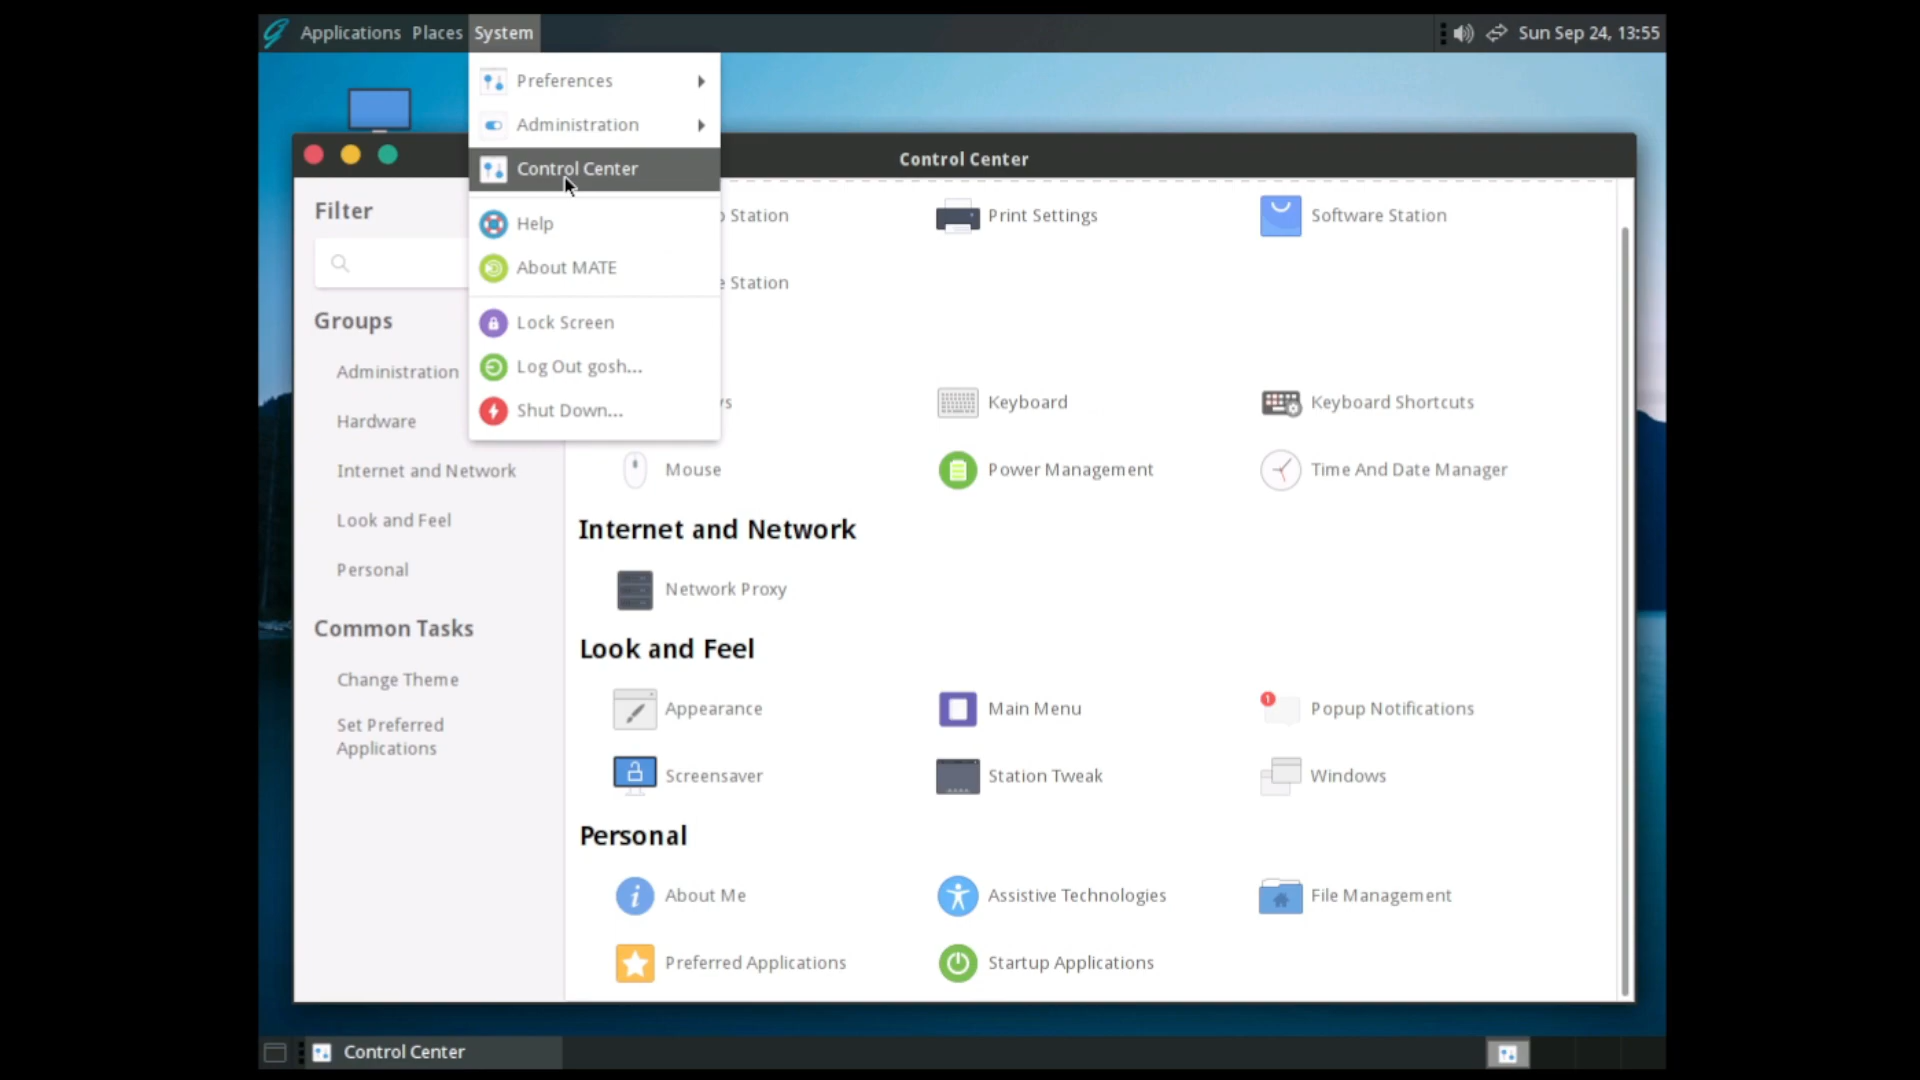 Applications Places System
Sun Sep 24, 13:55
Preferences
Administration
Control Center
Help
About MATE
Lock Screen
Log Out gosh...
Shut Down...
Control Center
Filter
Groups
Administration
Hardware
Internet and Network
Look and Feel
Personal
Common Tasks
Change Theme
Set Preferred
Applications
Station
Print Settings
Software Station
Station
Keyboard
Keyboard Shortcuts
Mouse
Power Management
Time And Date Manager
Internet and Network
Network Proxy
Look and Feel
Appearance
Main Menu
1
Popup Notifications
Screensaver
Station Tweak
Windows
Personal
About Me
Assistive Technologies
File Management
Preferred Applications
Startup Applications
Control Center